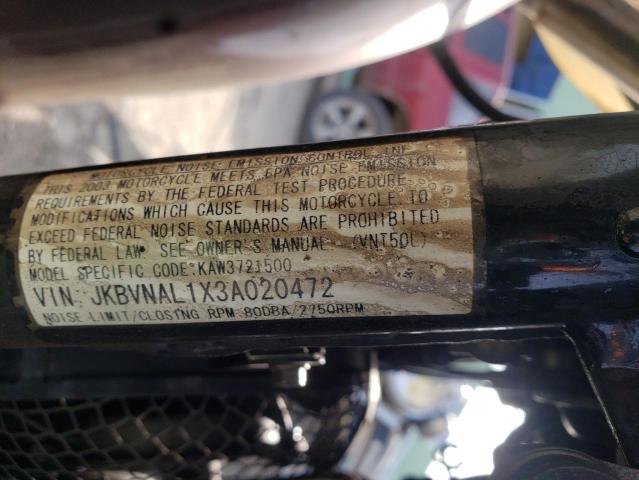 MOTORCYCLE NOISE EMISSION CONTROL INF
THIS 2003 MOTORCYCLE MEETS EPA NOISE EMISSION
REQUIREMENTS BY THE FEDERAL TEST PROCEDURE.
MODIFICATIONS WHICH CAUSE THIS MOTORCYCLE TO
EXCEED FEDERAL NOISE STANDARDS ARE PROHIBITED
BY FEDERAL LAW. SEE OWNER'S MANUAL (VNT50L)
MODEL SPECIFIC CODE:KAW3721500
VIN: JKBVNAL1X3A020472
NOISE LIMIT/CLOSING RPM 80DBA/2750RPM